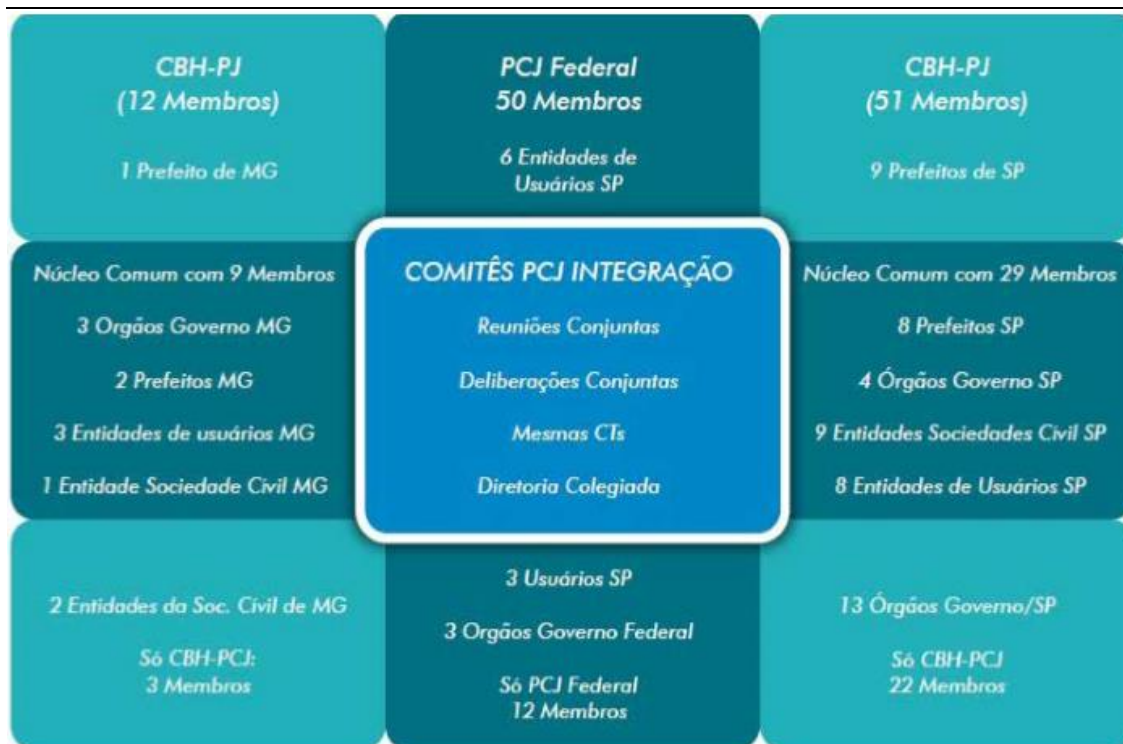 CBH-PJ
(12 Membros)
1 Prefeito de MG
PCJ Federal
50 Membros
6 Entidades de
Usuários SP
CBH-PJ
(51 Membros)
9 Prefeitos de SP
Núcleo Comum com 9 Membros
3 Orgãos Governo MG
2 Prefeitos MG
3 Entidades de usuários MG
1 Entidade Sociedade Civil MG
COMITÊS PCJ INTEGRAÇÃO
Reuniões Conjuntas
Deliberações Conjuntas
Mesmas CTs
Diretoria Colegiada
Núcleo Comum com 29 Membros
8 Prefeitos SP
4 Órgãos Governo SP
9 Entidades Sociedades Civil SP
8 Entidades de Usuários SP
2 Entidades da Soc. Civil de MG
Só CBH-PCJ:
3 Membros
3 Usuários SP
3 Orgãos Governo Federal
Só PCJ Federal
12 Membros
13 Órgãos Governo/SP
Só CBH-PCJ
22 Membros